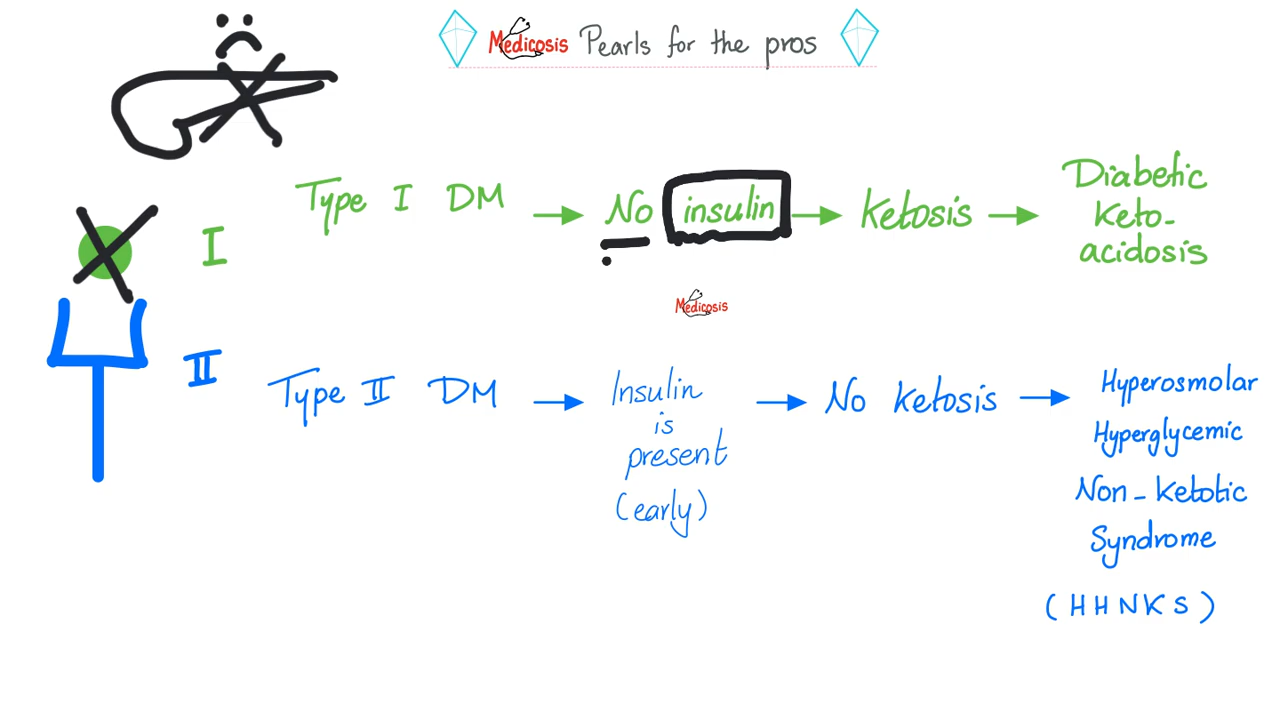 Medicosis Pearls for the pros
Type I DM → No insulin → Ketosis → Diabetic
Keto-
acidosis
I
Medicosis
II
Type II DM → Insulin
is
present
(early)
→ No Ketosis → Hyperosmolar
Hyperglycemic
Non-Ketotic
Syndrome
(HHNKS)